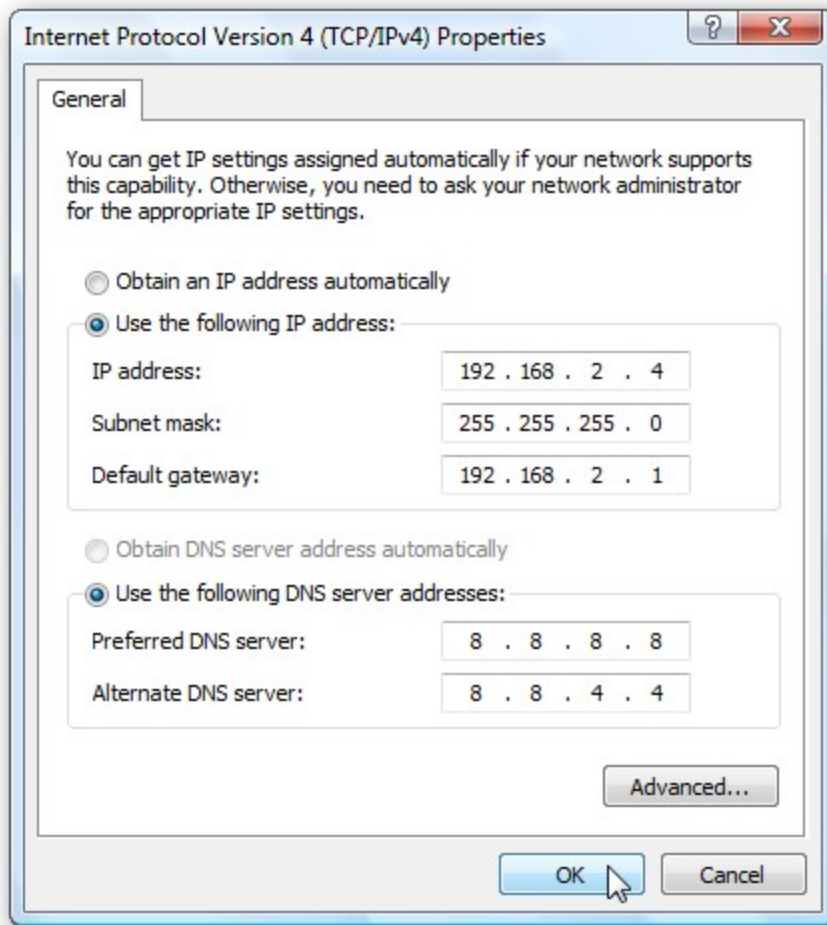 Internet Protocol Version 4 (TCP/IPv4) Properties
General
You can get IP settings assigned automatically if your network supports
this capability. Otherwise, you need to ask your network administrator
for the appropriate IP settings.
Obtain an IP address automatically
Use the following IP address:
IP address: 192 . 168 . 2 . 4
Subnet mask: 255 . 255 . 255 . 0
Default gateway: 192 . 168 . 2 . 1
Obtain DNS server address automatically
Use the following DNS server addresses:
Preferred DNS server: 8 . 8 . 8 . 8
Alternate DNS server: 8 . 8 . 4 . 4
Advanced...
OK Cancel